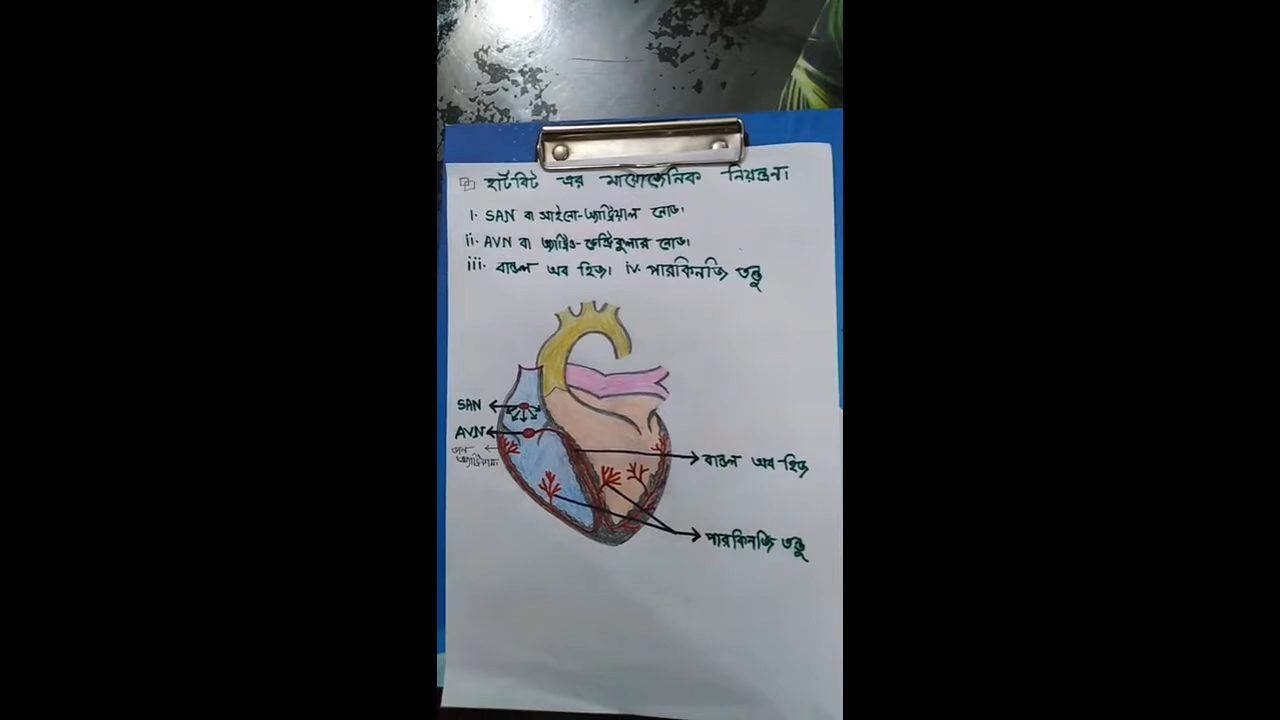 হার্টবিট এর মায়োজেনিক নিয়ন্ত্রন।
i. SAN বা সাইনো-অ্যাট্রিয়াল নোড।
ii. AVN বা অ্যাট্রিও-ভেন্ট্রিকুলার নোড।
iii. বান্ডল অব হিজ। iv. পারকিনজি তন্তু
SAN
AVN
ডান
বান্ডল অব হিজ
পারকিনজি তন্তু